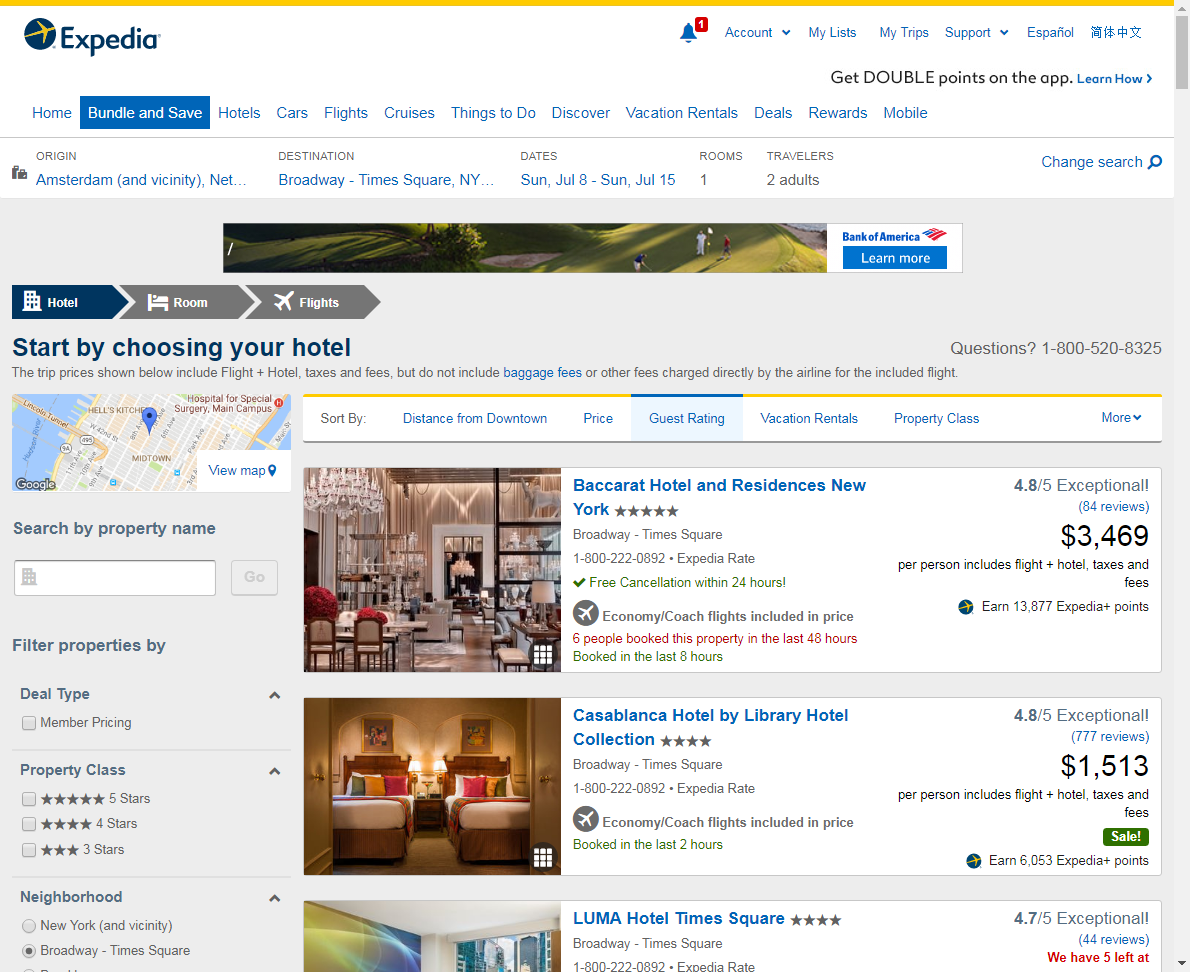 Expedia
1
Account
My Lists
My Trips
Support
Español
简体中文
Get DOUBLE points on the app. Learn How
Home
Bundle and Save
Hotels
Cars
Flights
Cruises
Things to Do
Discover
Vacation Rentals
Deals
Rewards
Mobile
ORIGIN
Amsterdam (and vicinity), Net...
DESTINATION
Broadway - Times Square, NY...
DATES
Sun, Jul 8 - Sun, Jul 15
ROOMS
1
TRAVELERS
2 adults
Change search
/
Bank of America
Learn more
Hotel
Room
Flights
Start by choosing your hotel
Questions? 1-800-520-8325
The trip prices shown below include Flight + Hotel, taxes and fees, but do not include baggage fees or other fees charged directly by the airline for the included flight.
Lincoln Tunnel
HELL'S KITCHEN
Hospital for Special
Surgery, Main Campus
H
W 42nd St
Hudson River
495
9A
MIDTOWN
Park Ave
View map
Google
Search by property name
Go
Filter properties by
Deal Type
Member Pricing
Property Class
★★★★★ 5 Stars
★★★★ 4 Stars
★★★ 3 Stars
Neighborhood
New York (and vicinity)
Broadway - Times Square
Sort By:
Distance from Downtown
Price
Guest Rating
Vacation Rentals
Property Class
More
Baccarat Hotel and Residences New
York ★★★★★
Broadway - Times Square
1-800-222-0892 • Expedia Rate
Free Cancellation within 24 hours!
Economy/Coach flights included in price
6 people booked this property in the last 48 hours
Booked in the last 8 hours
4.8/5 Exceptional!
(84 reviews)
$3,469
per person includes flight + hotel, taxes and
fees
Earn 13,877 Expedia+ points
Casablanca Hotel by Library Hotel
Collection ★★★★
Broadway - Times Square
1-800-222-0892 • Expedia Rate
Economy/Coach flights included in price
Booked in the last 2 hours
4.8/5 Exceptional!
(777 reviews)
$1,513
per person includes flight + hotel, taxes and
fees
Sale!
Earn 6,053 Expedia+ points
LUMA Hotel Times Square ★★★★
Broadway - Times Square
1-800-222-0892 • Expedia Rate
4.7/5 Exceptional!
(44 reviews)
We have 5 left at